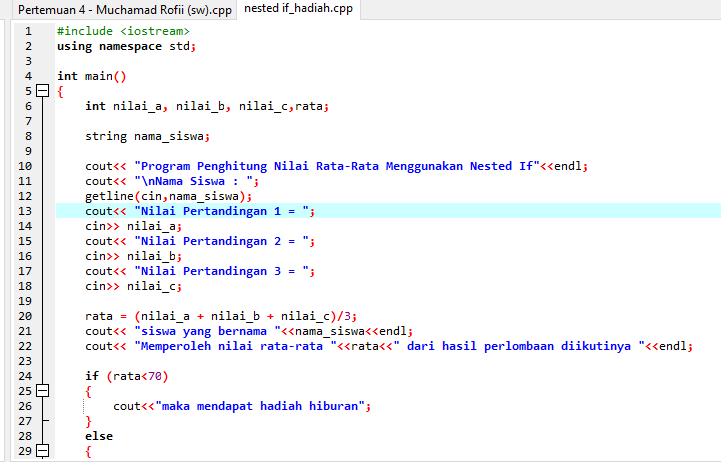 Pertemuan 4 - Muchamad Rofii (sw).cpp nested if_hadiah.cpp
1 #include <iostream>
2 using namespace std;
3
4 int main()
5 {
6 int nilai_a, nilai_b, nilai_c,rata;
7
8 string nama_siswa;
9
10 cout<< "Program Penghitung Nilai Rata-Rata Menggunakan Nested If"<<endl;
11 cout<< "\nNama Siswa : ";
12 getline(cin,nama_siswa);
13 cout<< "Nilai Pertandingan 1 = ";
14 cin>> nilai_a;
15 cout<< "Nilai Pertandingan 2 = ";
16 cin>> nilai_b;
17 cout<< "Nilai Pertandingan 3 = ";
18 cin>> nilai_c;
19
20 rata = (nilai_a + nilai_b + nilai_c)/3;
21 cout<< "siswa yang bernama "<<nama_siswa<<endl;
22 cout<< "Memperoleh nilai rata-rata "<<rata<<" dari hasil perlombaan diikutinya "<<endl;
23
24 if (rata<70)
25 {
26 cout<<"maka mendapat hadiah hiburan";
27 }
28 else
29 {